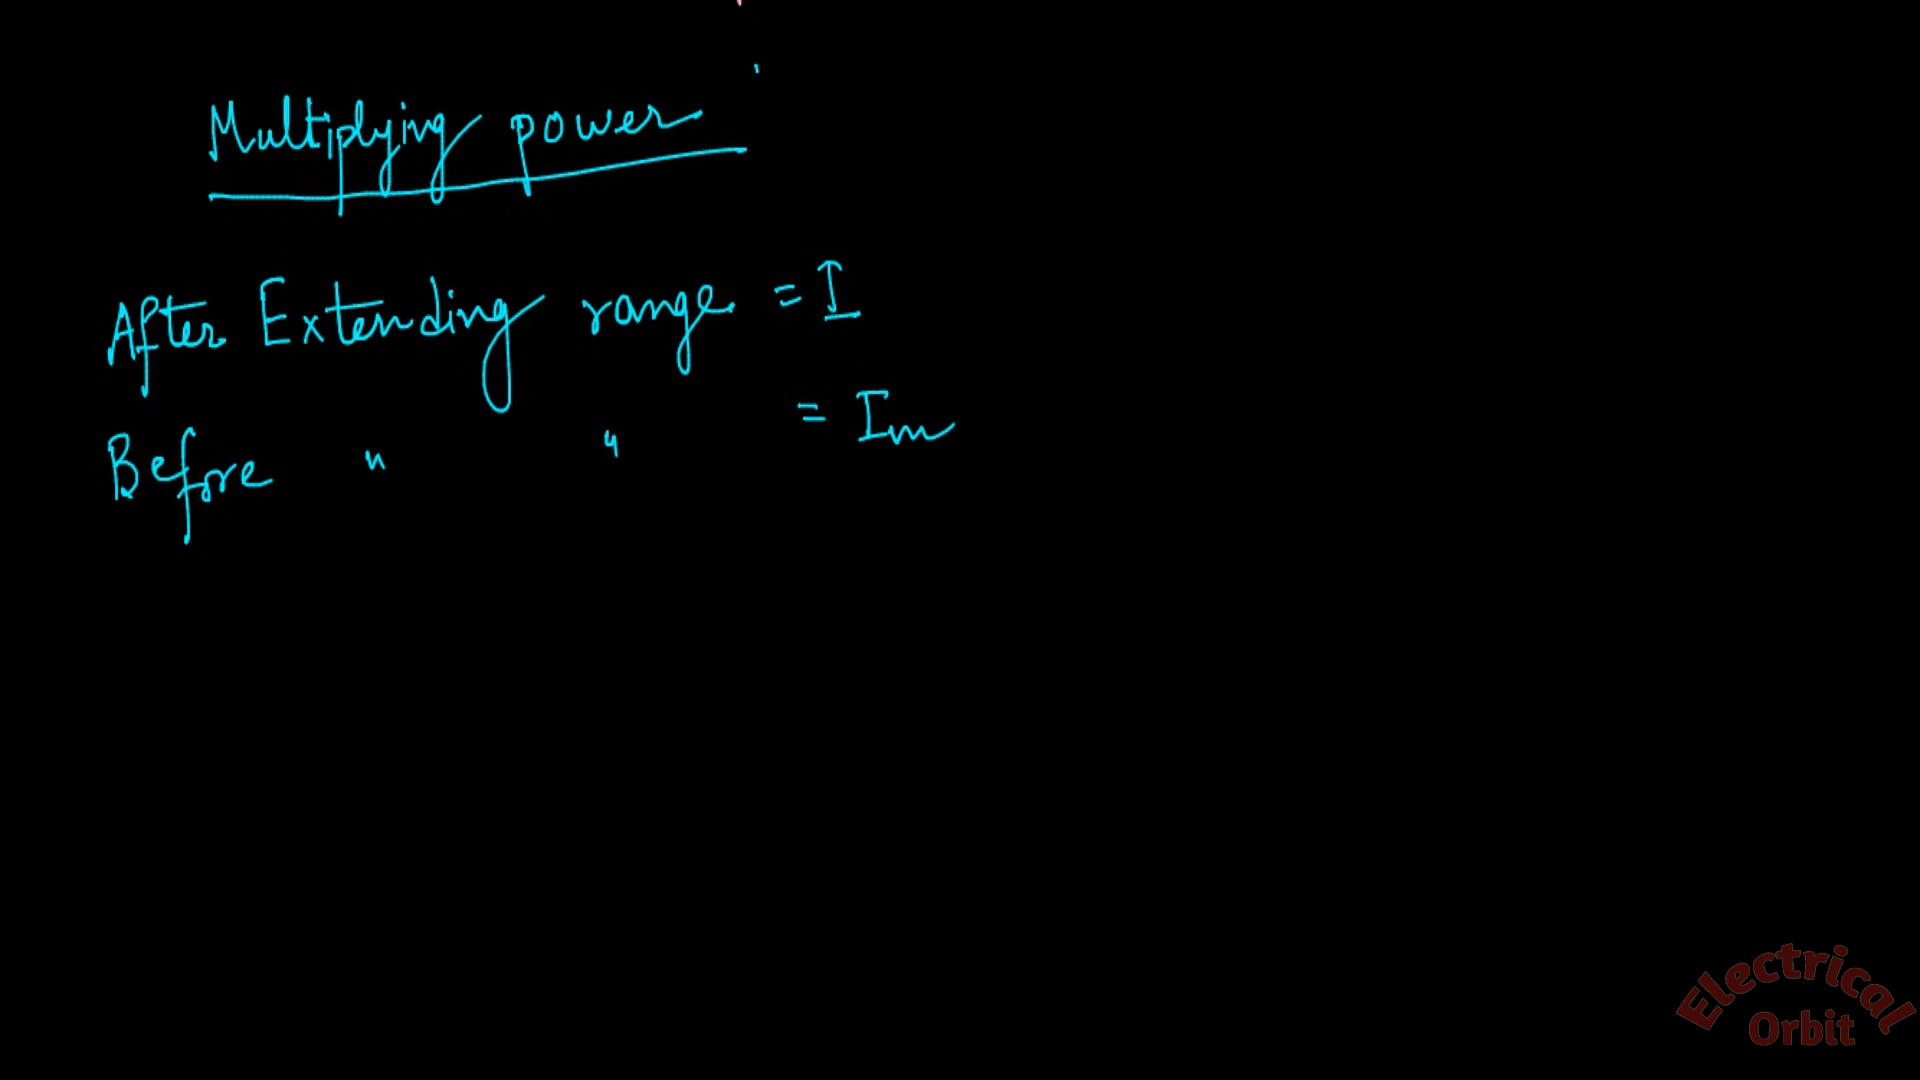 Multiplying power
After Extending range = I
Before " " = Im
Electrical
Orbit